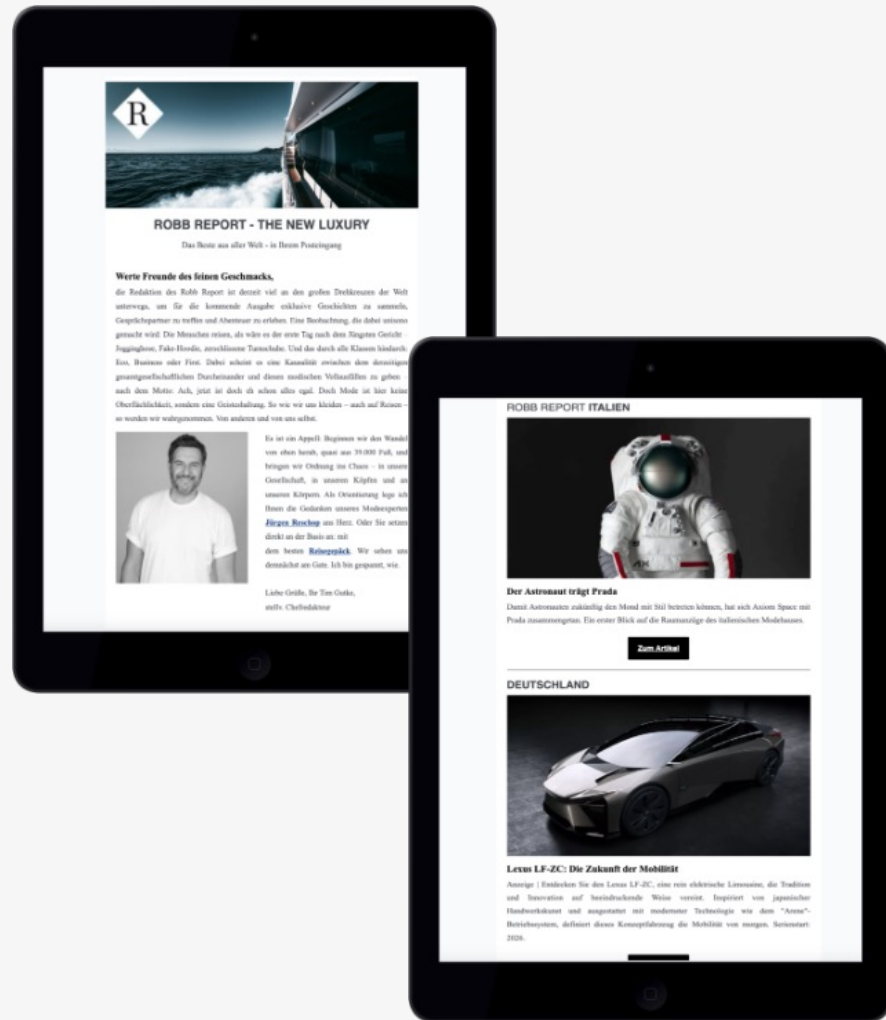 R
ROBB REPORT - THE NEW LUXURY
Das Beste aus aller Welt - in Ihrem Posteingang
Werte Freunde des feinen Geschmacks,
die Redaktion des Robb Report ist derzeit viel an den großen Drehkreuzen der Welt
unterwegs, um für die kommende Ausgabe exklusive Geschichten zu sammeln,
Gesprächspartner zu treffen und Abenteuer zu erleben. Eine Beobachtung, die dabei unisono
gemacht wird: Die Menschen reisen, als wäre es der erste Tag nach dem Jüngsten Gericht
Jogginghose, Fake-Hoodie, zerschlissene Turnschuhe. Und das durch alle Klassen hindurch:
Eco, Business oder First. Dabei scheint es eine Kausalität zwischen dem derzeitigen
gesamtgesellschaftlichen Durcheinander und diesen modischen Vollausfällen zu geben
nach dem Motto: Ach, jetzt ist doch eh schon alles egal. Doch Mode ist hier keine
Oberflächlichkeit, sondern eine Geisteshaltung. So wie wir uns kleiden – auch auf Reisen –
so werden wir wahrgenommen. Von anderen und von uns selbst.
Es ist ein Appell: Beginnen wir den Wandel
von oben herab, quasi aus 39.000 Fuß, und
bringen wir Ordnung ins Chaos – in unsere
Gesellschaft, in unseren Köpfen und an
unseren Körpern. Als Orientierung lege ich
Ihnen die Gedanken unseres Modeexperten
Jürgen Reschop ans Herz. Oder Sie setzen
direkt an der Basis an: mit
dem besten Reisegepäck. Wir sehen uns
demnächst am Gate. Ich bin gespannt, wie.
Liebe Grüße, Ihr Tim Gutke,
stellv. Chefredakteur
ROBB REPORT ITALIEN
Der Astronaut trägt Prada
Damit Astronauten zukünftig den Mond mit Stil betreten können, hat sich Axiom Space mit
Prada zusammengetan. Ein erster Blick auf die Raumanzüge des italienischen Modehauses.
Zum Artikel
DEUTSCHLAND
Lexus LF-ZC: Die Zukunft der Mobilität
Anzeige | Entdecken Sie den Lexus LF-ZC, eine rein elektrische Limousine, die Tradition
und Innovation auf beeindruckende Weise vereint. Inspiriert von japanischer
Handwerkskunst und ausgestattet mit modernster Technologie wie dem "Arene"-
Betriebssystem, definiert dieses Konzeptfahrzeug die Mobilität von morgen. Serienstart:
2026.